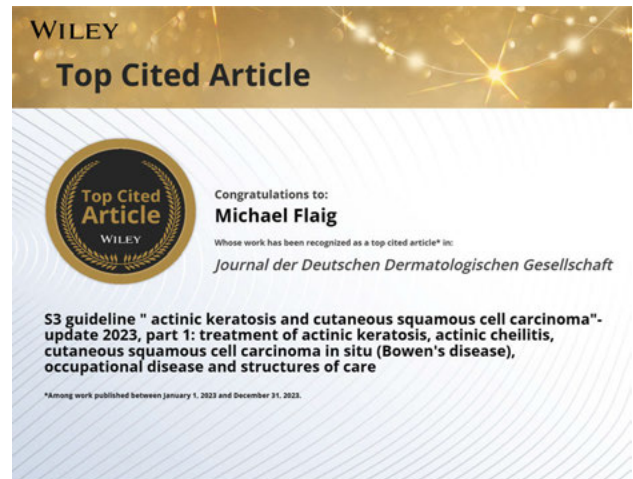 WILEY
Top Cited Article
Top Cited
Article
WILEY
Congratulations to:
Michael Flaig
Whose work has been recognized as a top cited article* in:
Journal der Deutschen Dermatologischen Gesellschaft
S3 guideline " actinic keratosis and cutaneous squamous cell carcinoma"-
update 2023, part 1: treatment of actinic keratosis, actinic cheilitis,
cutaneous squamous cell carcinoma in situ (Bowen's disease),
occupational disease and structures of care
*Among work published between January 1, 2023 and December 31, 2023.